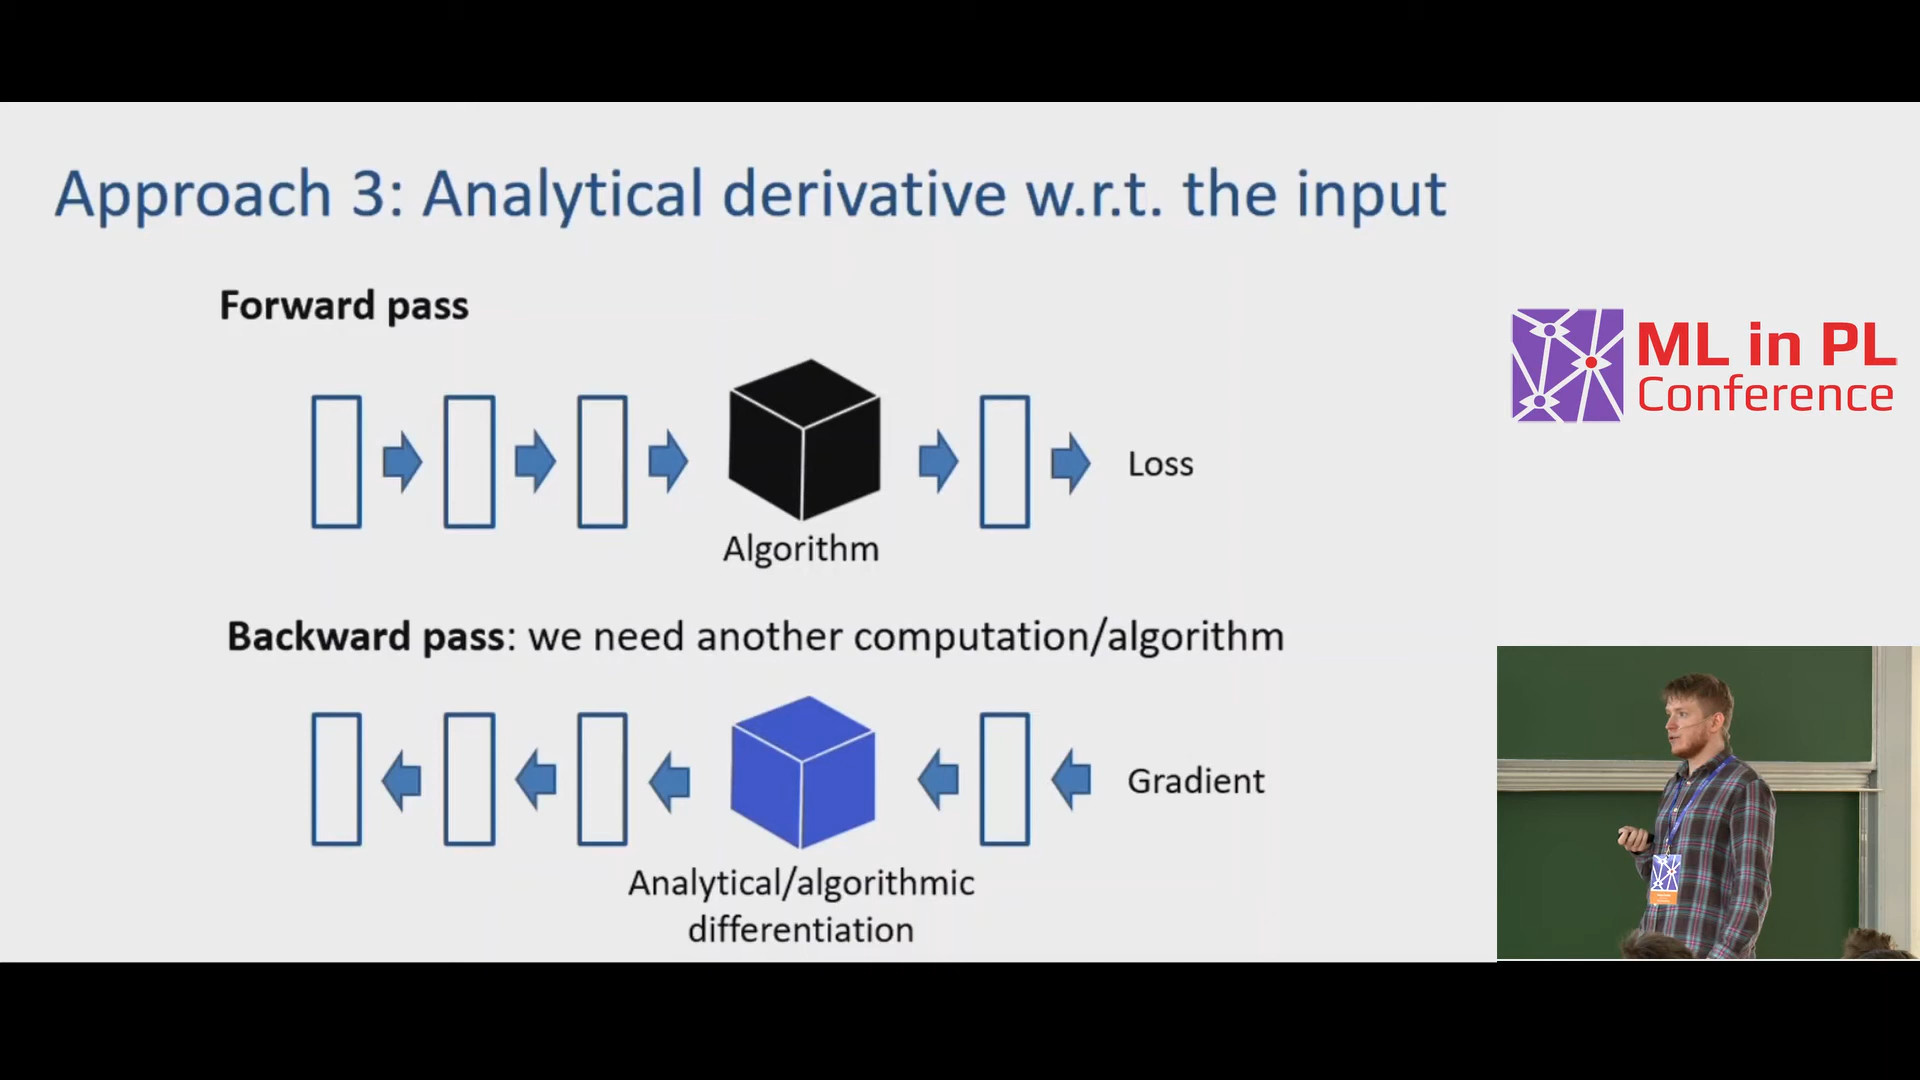 Approach 3: Analytical derivative w.r.t. the input
Forward pass
Algorithm
Loss
Backward pass: we need another computation/algorithm
Analytical/algorithmic
differentiation
Gradient
ML in PL
Conference